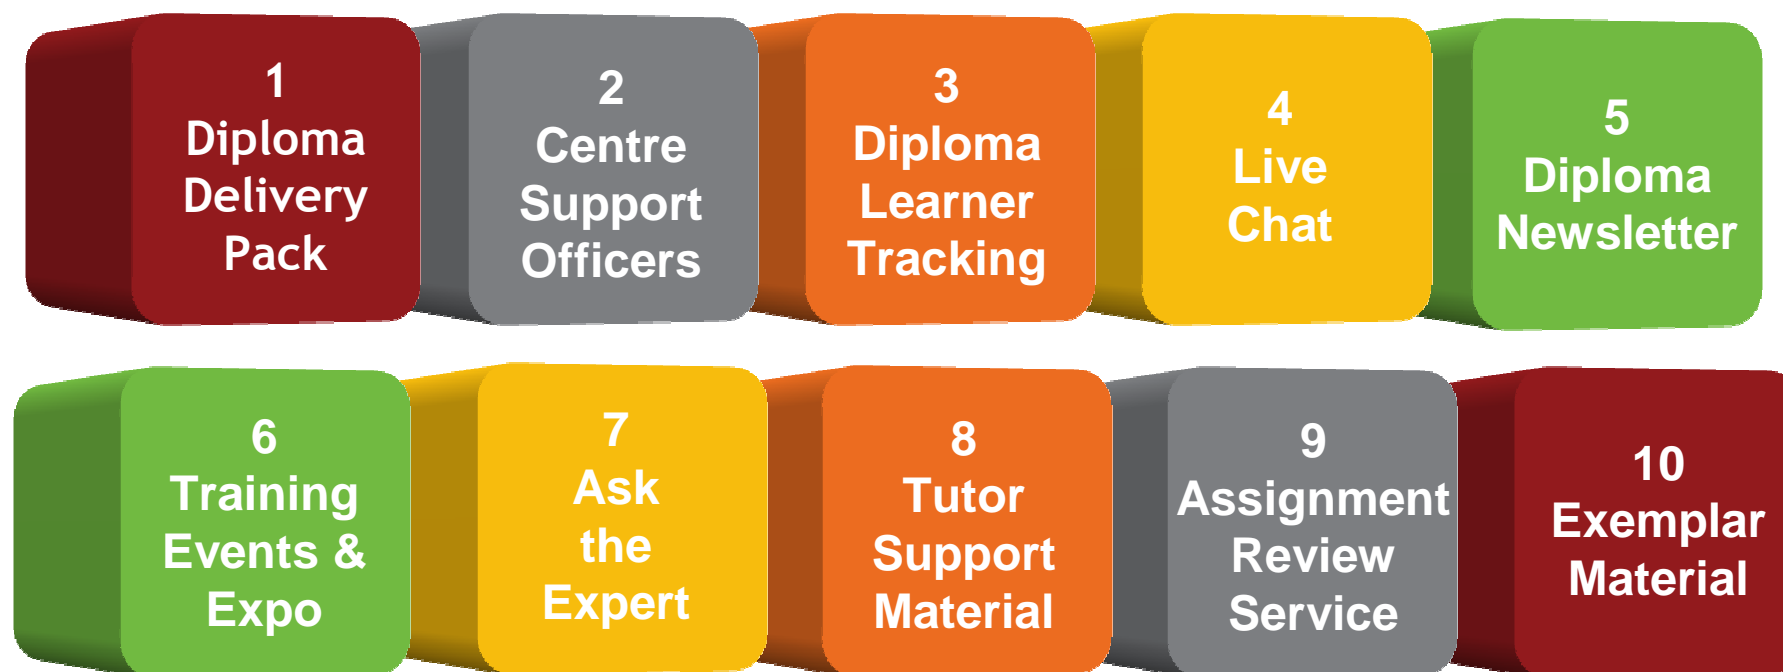 1
Diploma
Delivery
Pack
2
Centre
Support
Officers
3
Diploma
Learner
Tracking
4
Live
Chat
5
Diploma
Newsletter
6
Training
Events &
Expo
7
Ask
the
Expert
8
Tutor
Support
Material
9
Assignment
Review
Service
10
Exemplar
Material